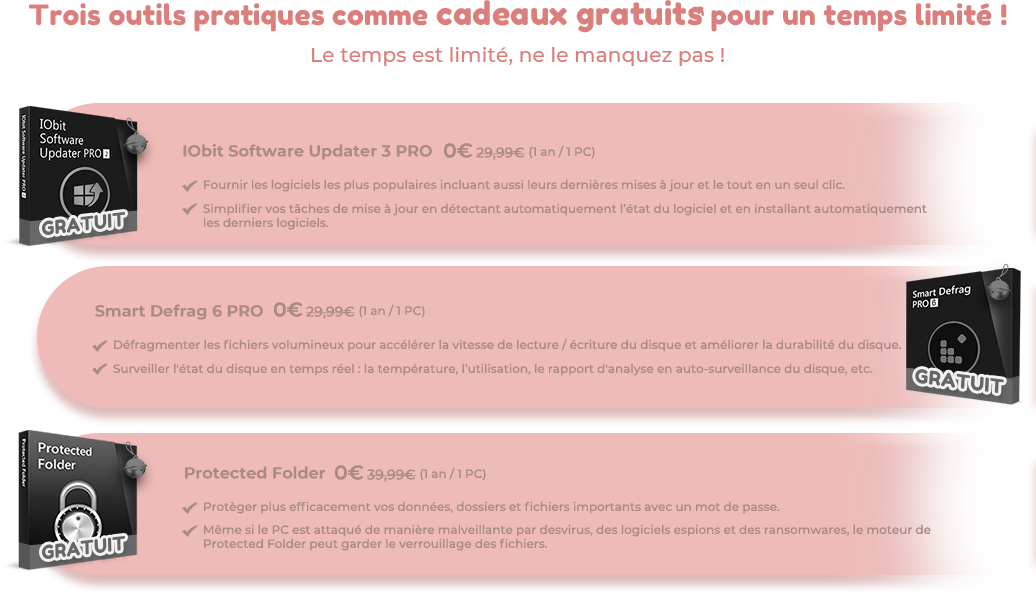 Trois outils pratiques comme cadeaux gratuits pour un temps limité !
Le temps est limité, ne le manquez pas !
IObit
Software
Updater PRO 2
IObit Software Updater PRO 2
GRATUIT
IObit Software Updater 3 PRO 0€ 29,99€ (1 an / 1 PC)
Fournir les logiciels les plus populaires incluant aussi leurs dernières mises à jour et le tout en un seul clic.
Simplifier vos tâches de mise à jour en détectant automatiquement l'état du logiciel et en installant automatiquement
les derniers logiciels.
Smart Defrag 6 PRO 0€ 29,99€ (1 an / 1 PC)
Défragmenter les fichiers volumineux pour accélérer la vitesse de lecture / écriture du disque et améliorer la durabilité du disque.
Surveiller l'état du disque en temps réel : la température, l'utilisation, le rapport d'analyse en auto-surveillance du disque, etc.
Smart Defrag
PRO 6
GRATUIT
Protected
Folder
Protected Folder
GRATUIT
Protected Folder 0€ 39,99€ (1 an / 1 PC)
Protèger plus efficacement vos données, dossiers et fichiers importants avec un mot de passe.
Même si le PC est attaqué de manière malveillante par desvirus, des logiciels espions et des ransomwares, le moteur de
Protected Folder peut garder le verrouillage des fichiers.